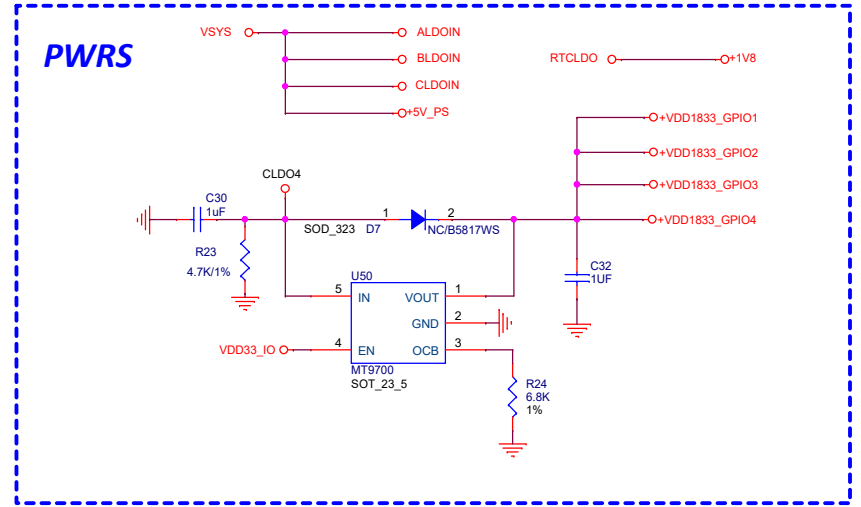 PWRS
VSYS
ALDOIN
BLDOIN
CLDOIN
+5V_PS
RTCLDO
+1V8
+VDD1833_GPIO1
+VDD1833_GPIO2
+VDD1833_GPIO3
+VDD1833_GPIO4
CLDO4
C30
1uF
R23
4.7K/1%
1
2
SOD_323
D7
NC/B5817WS
C32
1UF
U50
5
IN
VOUT
1
GND
2
VDD33_IO
4
EN
OCB
3
MT9700
SOT_23_5
R24
6.8K
1%